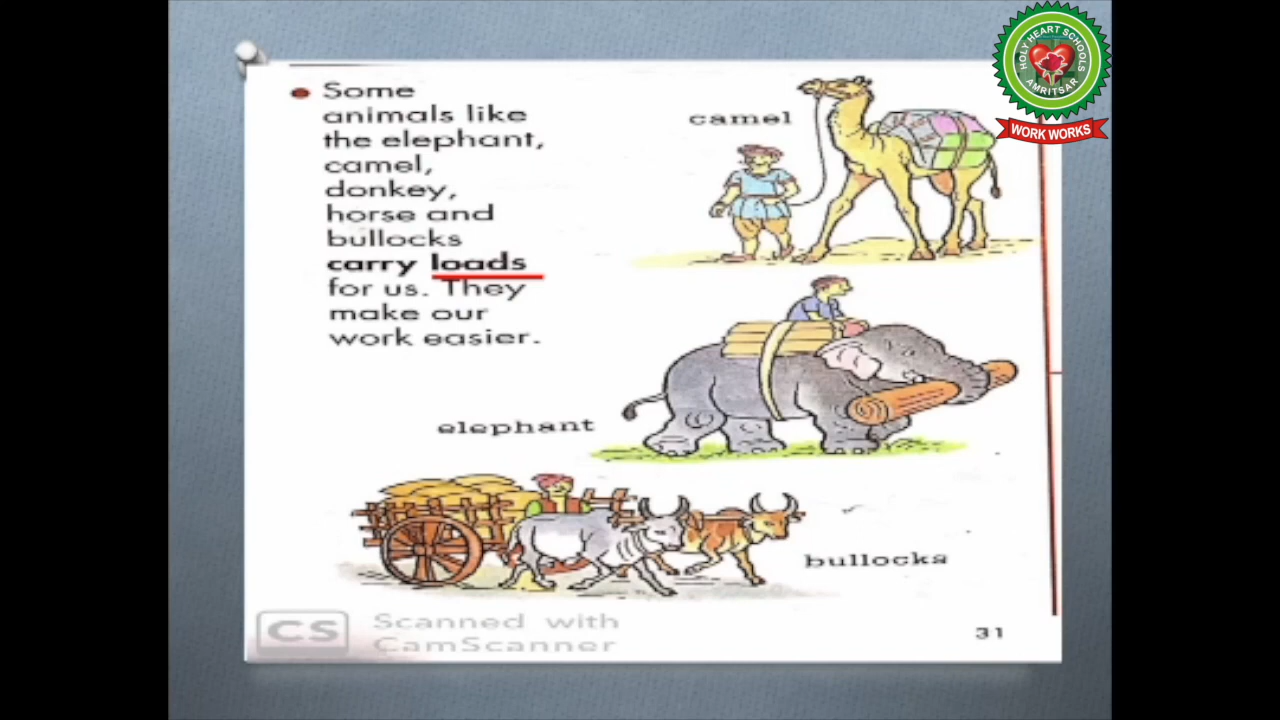 HOLY HEART SCHOOLS
AMRITSAR
WORK WORKS
• Some
animals like
the elephant,
camel,
donkey,
horse and
bullocks
carry loads
for us. They
make our
work easier.
camel
elephant
bullocks
CS Scanned with
CamScanner
31